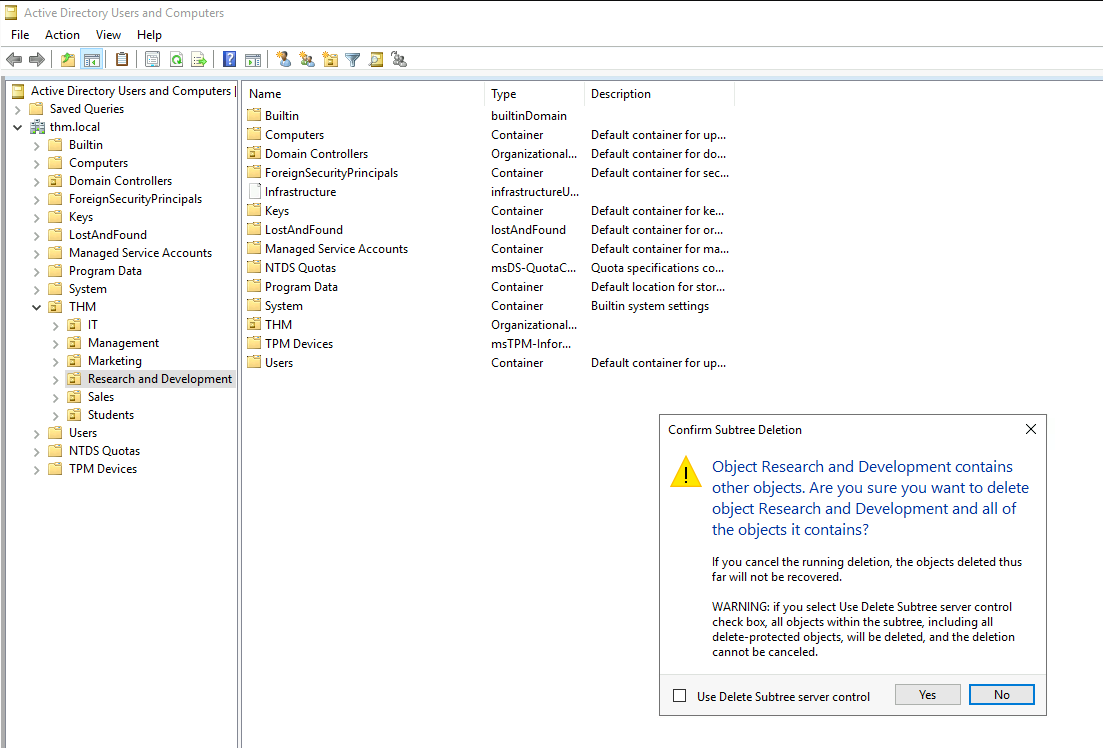 Active Directory Users and Computers
File Action View Help
Active Directory Users and Computers [
Saved Queries
thm.local
Builtin
Computers
Domain Controllers
ForeignSecurityPrincipals
Keys
LostAndFound
Managed Service Accounts
Program Data
System
THM
IT
Management
Marketing
Research and Development
Sales
Students
Users
NTDS Quotas
TPM Devices
Name Type Description
Builtin builtinDomain
Computers Container Default container for up...
Domain Controllers Organizational... Default container for do...
ForeignSecurityPrincipals Container Default container for sec...
Infrastructure infrastructureU...
Keys Container Default container for ke...
LostAndFound lostAndFound Default container for or...
Managed Service Accounts Container Default container for ma...
NTDS Quotas msDS-QuotaC... Quota specifications co...
Program Data Container Default location for stor...
System Container Builtin system settings
THM Organizational...
TPM Devices msTPM-Infor...
Users Container Default container for up...
Confirm Subtree Deletion
Object Research and Development contains
other objects. Are you sure you want to delete
object Research and Development and all of
the objects it contains?
If you cancel the running deletion, the objects deleted thus
far will not be recovered.
WARNING: if you select Use Delete Subtree server control
check box, all objects within the subtree, including all
delete-protected objects, will be deleted, and the deletion
cannot be canceled.
Use Delete Subtree server control Yes No